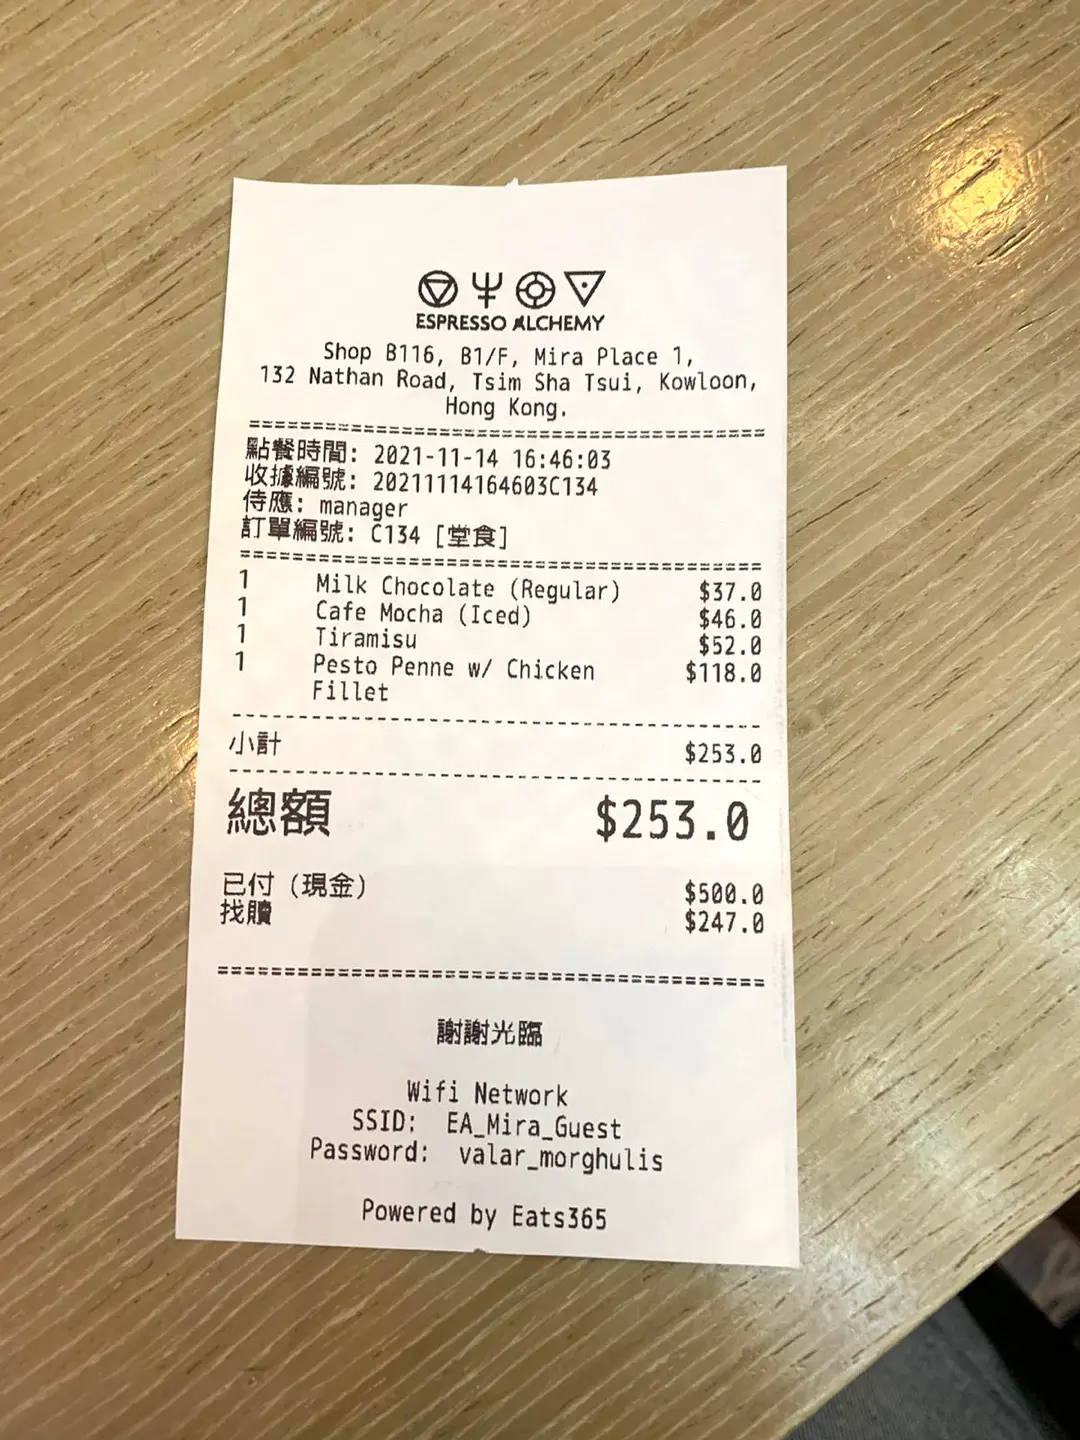 ESPRESSO ALCHEMY
Shop B116, B1/F, Mira Place 1,
132 Nathan Road, Tsim Sha Tsui, Kowloon,
Hong Kong.
點餐時間: 2021-11-14 16:46:03
收據編號: 20211114164603C134
侍應: manager
訂單編號: C134 [堂食]
1 Milk Chocolate (Regular) $37.0
1 Cafe Mocha (Iced) $46.0
1 Tiramisu $52.0
1 Pesto Penne w/ Chicken $118.0
Fillet
小計 $253.0
總額 $253.0
已付 (現金) $500.0
找贖 $247.0
謝謝光臨
Wifi Network
SSID: EA_Mira_Guest
Password: valar_morghulis
Powered by Eats365